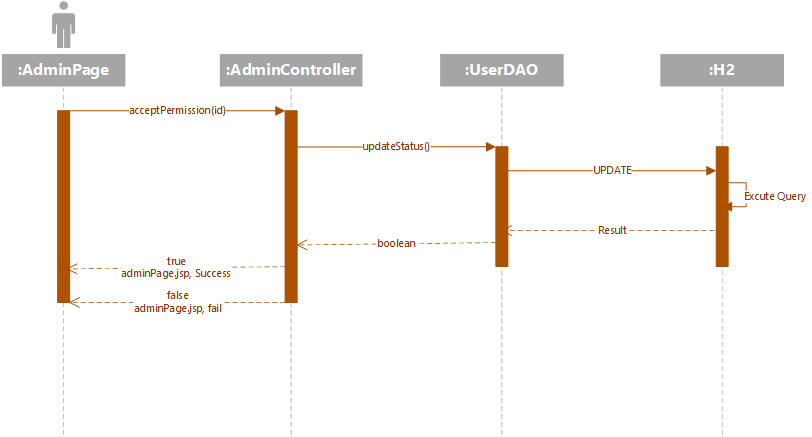 :AdminPage
:AdminController
:UserDAO
:H2
acceptPermission(id)
updateStatus()
UPDATE
Excute Query
Result
boolean
true
adminPage.jsp, Success
false
adminPage.jsp, fail